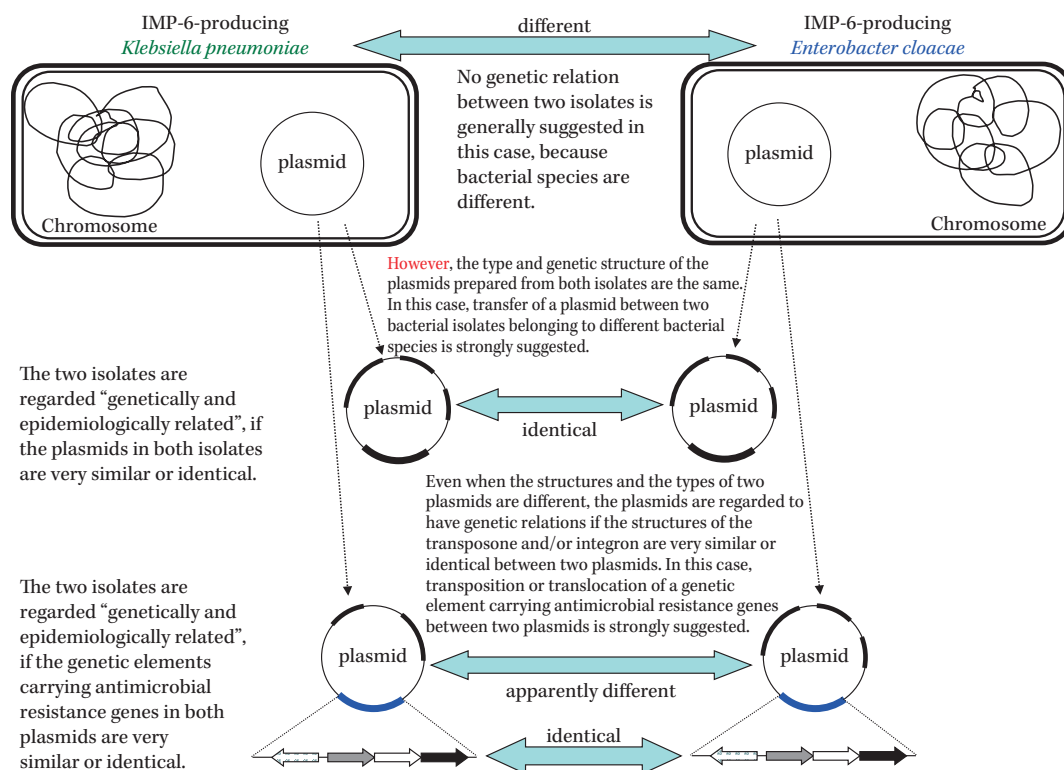 IMP-6-producing
Klebsiella pneumoniae
different
IMP-6-producing
Enterobacter cloacae
No genetic relation
between two isolates is
generally suggested in
this case, because
bacterial species are
different.
plasmid
Chromosome
plasmid
Chromosome
However, the type and genetic structure of the
plasmids prepared from both isolates are the same.
In this case, transfer of a plasmid between two
bacterial isolates belonging to different bacterial
species is strongly suggested.
The two isolates are
regarded “genetically and
epidemiologically related”, if
the plasmids in both isolates
are very similar or identical.
plasmid
identical
plasmid
Even when the structures and the types of two
plasmids are different, the plasmids are regarded to
have genetic relations if the structures of the
transposone and/or integron are very similar or
identical between two plasmids. In this case,
transposition or translocation of a genetic
element carrying antimicrobial resistance genes
between two plasmids is strongly suggested.
The two isolates are
regarded “genetically and
epidemiologically related”,
if the genetic elements
carrying antimicrobial
resistance genes in both
plasmids are very
similar or identical.
plasmid
apparently different
plasmid
identical